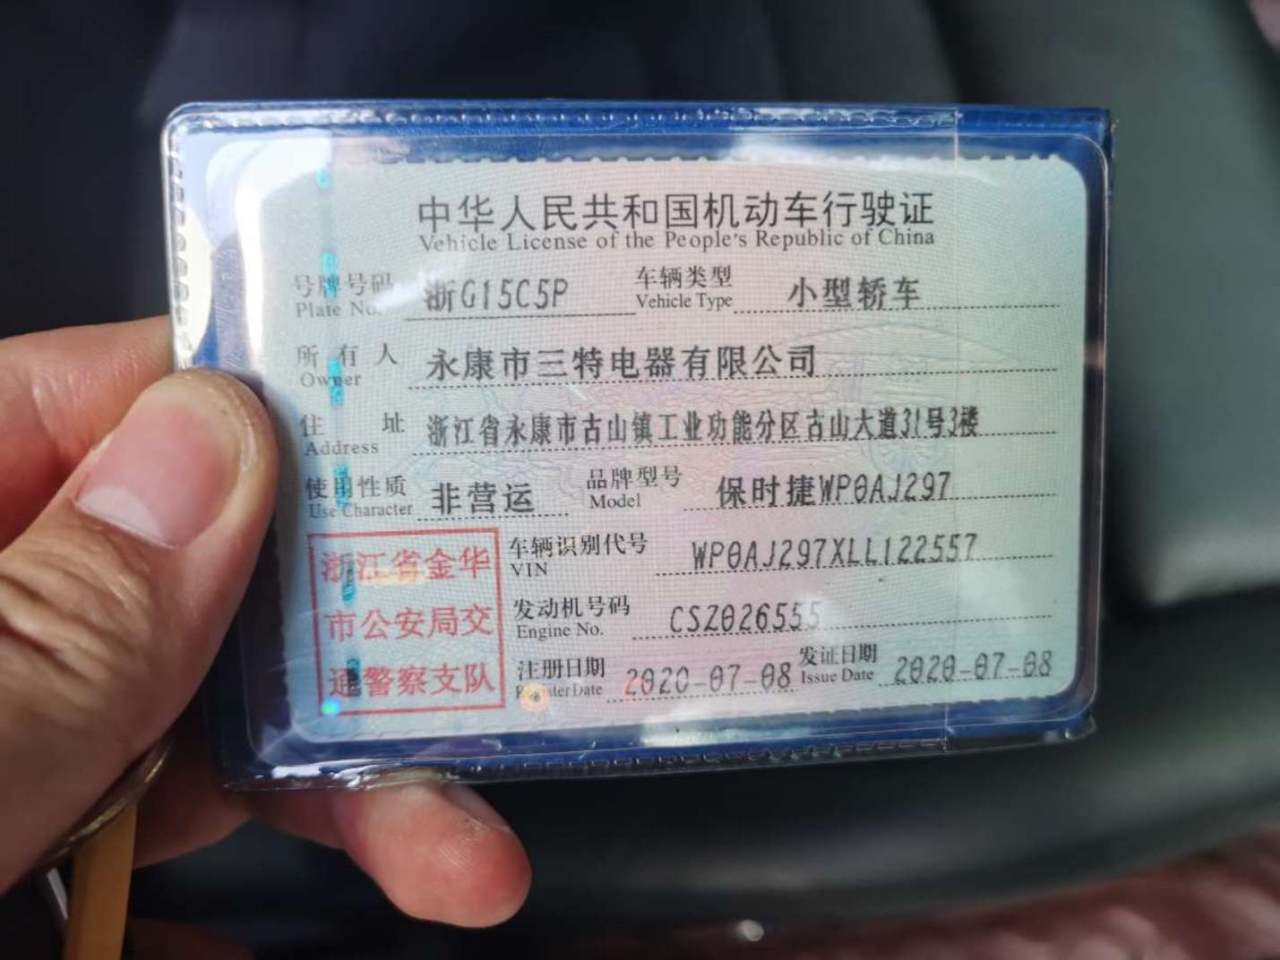 中华人民共和国机动车行驶证
Vehicle License of the People's Republic of China
号牌号码 浙G15C5P 车辆类型 小型轿车
Plate No. Vehicle Type
所有人 永康市三特电器有限公司
Owner
住址 浙江省永康市古山镇工业功能分区古山大道31号3楼
Address
使用性质 非营运 品牌型号 保时捷WP0AJ297
Use Character Model
浙江省金华
市公安局交
通警察支队
车辆识别代号 WP0AJ297XLL122557
VIN
发动机号码 CSZ026555
Engine No.
注册日期 2020-07-08 发证日期 2020-07-08
Register Date Issue Date